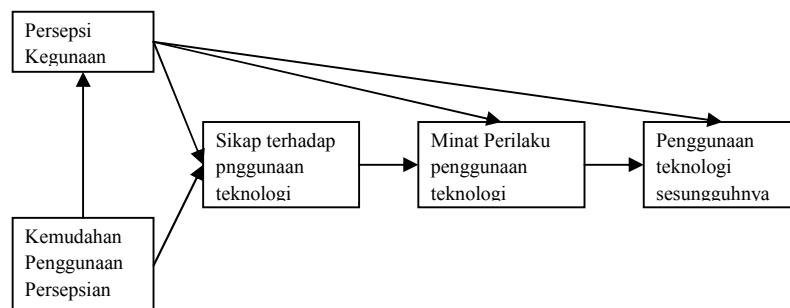 Persepsi
Kegunaan
Sikap terhadap
pnggunaan
teknologi
Minat Perilaku
penggunaan
teknologi
Penggunaan
teknologi
sesungguhnya
Kemudahan
Penggunaan
Persepsian